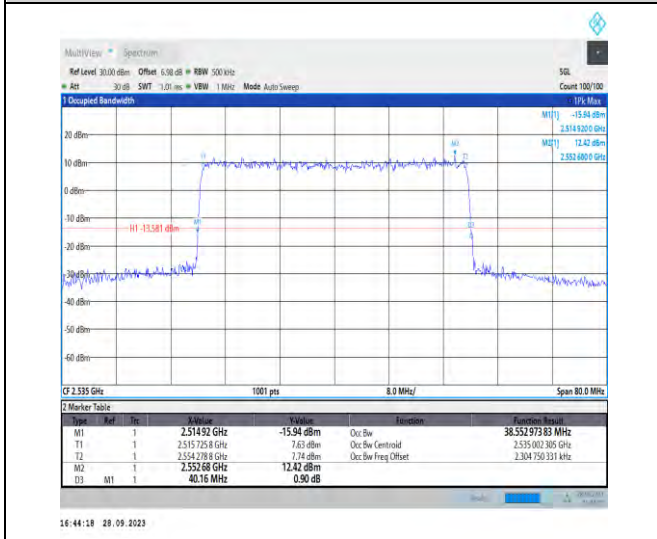 MultiView Spectrum
Ref Level 30.00 dBm Offset 6.98 dB RBW 500 kHz SGL
Att 30 dB SWT 1.01 ms VBW 1 MHz Mode Auto Sweep Count 100/100
1 Occupied Bandwidth 1Pk Max
M1[1] -15.94 dBm
2.514 920 0 GHz
M2[1] 12.42 dBm
2.552 680 0 GHz
20 dBm
M2
T1 T2
10 dBm
0 dBm
-10 dBm
M1 D3
H1 -13.581 dBm
-30 dBm
-40 dBm
-50 dBm
-60 dBm
CF 2.535 GHz 1001 pts 8.0 MHz/ Span 80.0 MHz
2 Marker Table
Type Ref Trc X-Value Y-Value Function Function Result
M1 1 2.514 92 GHz -15.94 dBm Occ Bw 38.552 973 83 MHz
T1 1 2.515 725 8 GHz 7.63 dBm Occ Bw Centroid 2.535 002 305 GHz
T2 1 2.554 278 8 GHz 7.74 dBm Occ Bw Freq Offset 2.304 750 331 kHz
M2 1 2.552 68 GHz 12.42 dBm
D3 M1 1 40.16 MHz 0.90 dB
16:44:18 28.09.2023